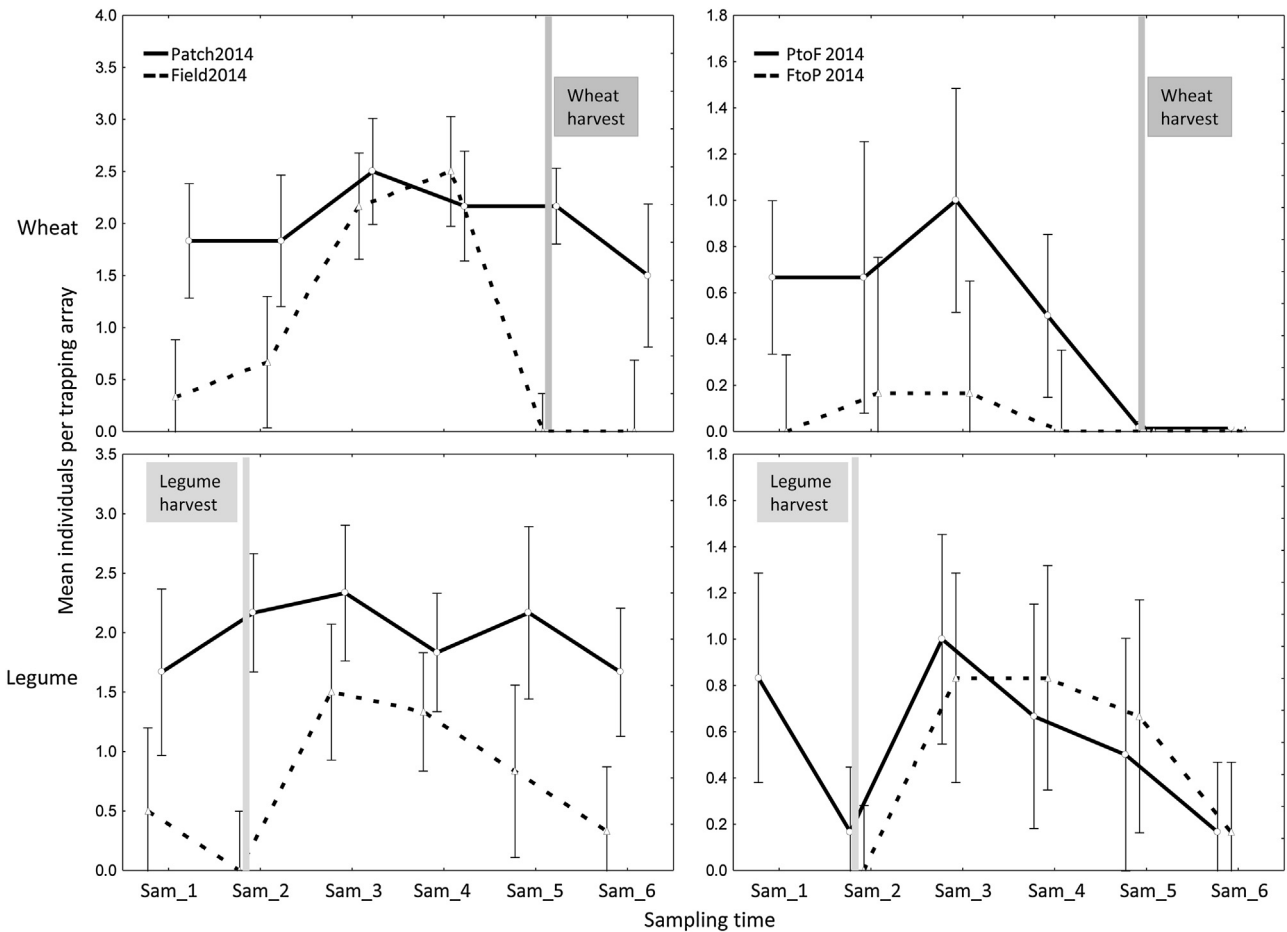 4.0
3.5
3.0
2.5
2.0
1.5
1.0
0.5
0.0
Patch2014
Field2014
Wheat
harvest
1.8
1.6
1.4
1.2
1.0
0.8
0.6
0.4
0.2
0.0
PtoF 2014
FtoP 2014
Wheat
harvest
Wheat
Mean individuals per trapping array
Legume
3.5
3.0
2.5
2.0
1.5
1.0
0.5
0.0
Legume
harvest
Sam_1 Sam_2 Sam_3 Sam_4 Sam_5 Sam_6
1.8
1.6
1.4
1.2
1.0
0.8
0.6
0.4
0.2
0.0
Legume
harvest
Sam_1 Sam_2 Sam_3 Sam_4 Sam_5 Sam_6
Sampling time